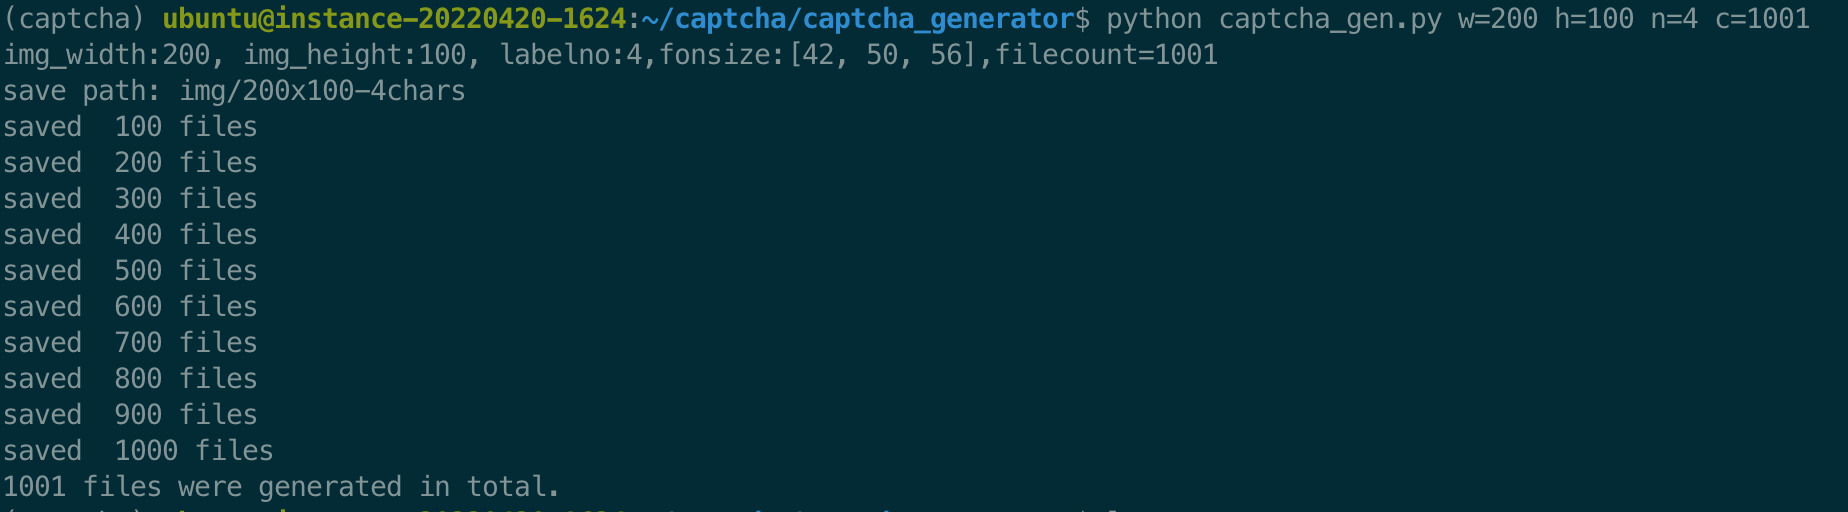 (captcha) ubuntu@instance-20220420-1624:~/captcha/captcha_generator$ python captcha_gen.py w=200 h=100 n=4 c=1001
img_width:200, img_height:100, labelno:4,fonsize:[42, 50, 56],filecount=1001
save path: img/200x100-4chars
saved  100 files
saved  200 files
saved  300 files
saved  400 files
saved  500 files
saved  600 files
saved  700 files
saved  800 files
saved  900 files
saved  1000 files
1001 files were generated in total.